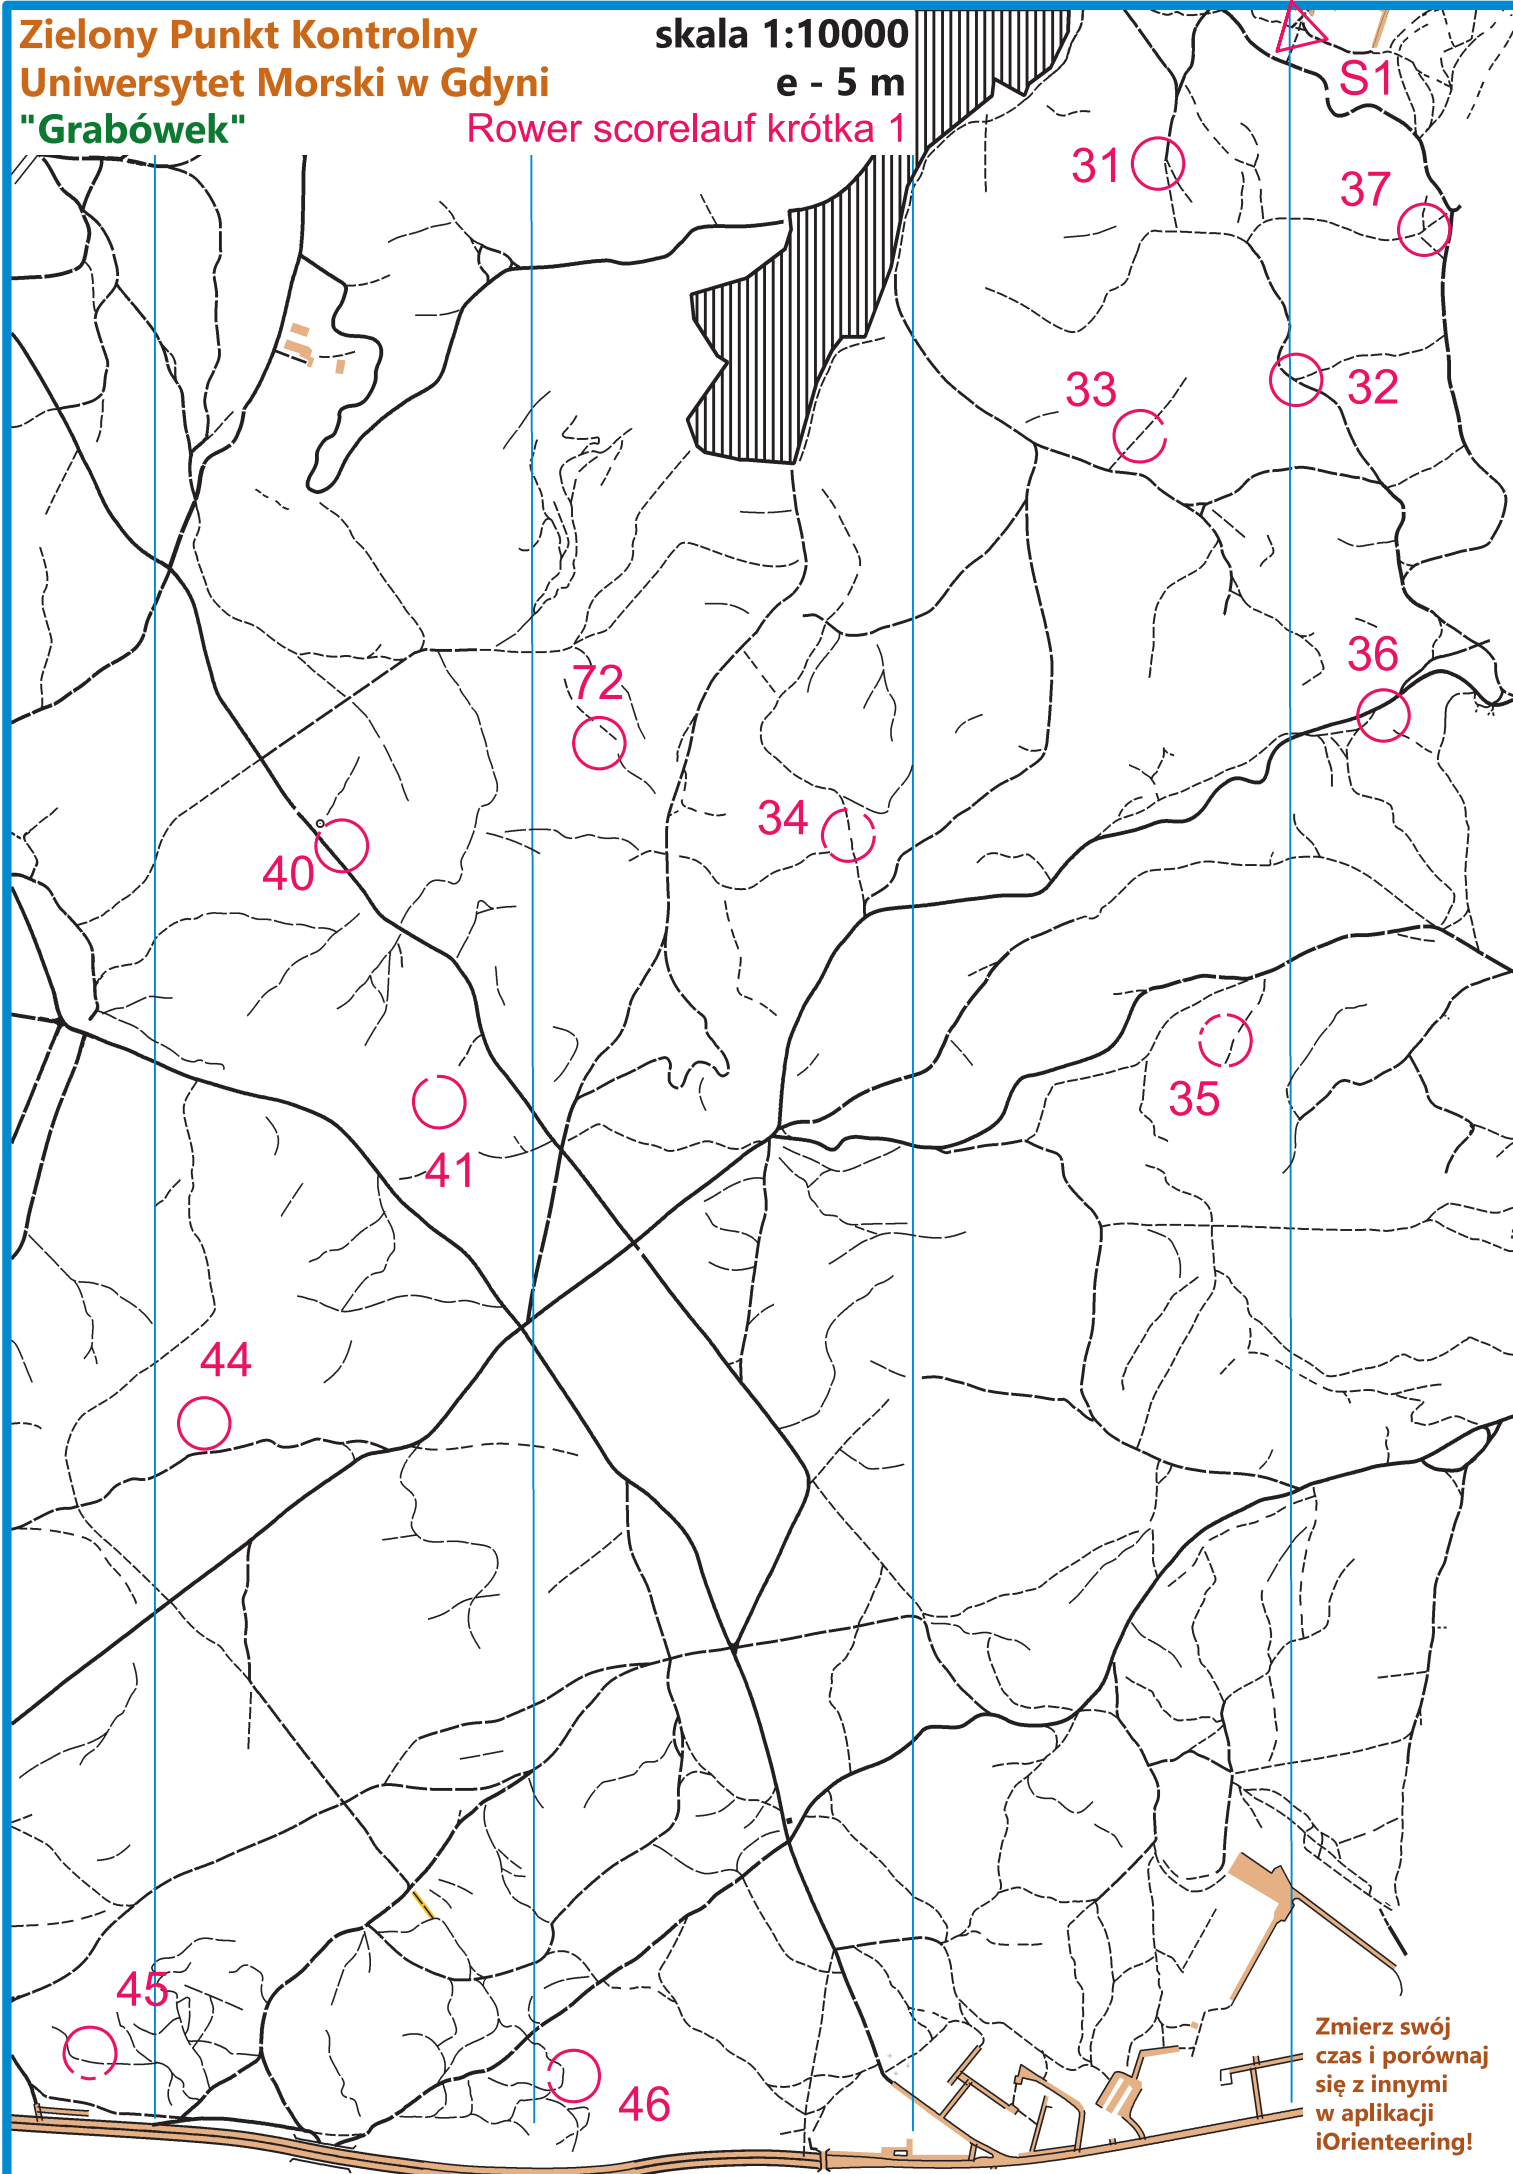 Zielony Punkt Kontrolny
Uniwersytet Morski w Gdyni
"Grabówek"
skala 1:10000
e - 5 m
Rower scorelauf krótka 1
S1
31
37
33
32
36
72
34
40
35
41
44
45
46
Zmierz swój
czas i porównaj
się z innymi
w aplikacji
iOrienteering!